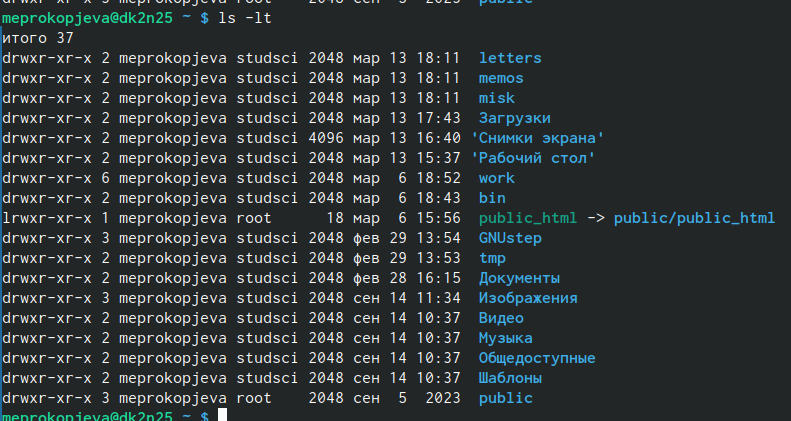 drwxr-xr-x 3 meprokopjeva root     2048 сен  5  2023  public
meprokopjeva@dk2n25 ~ $ ls -lt
итого 37
drwxr-xr-x 2 meprokopjeva studsci 2048 мар 13 18:11  letters
drwxr-xr-x 2 meprokopjeva studsci 2048 мар 13 18:11  memos
drwxr-xr-x 2 meprokopjeva studsci 2048 мар 13 18:11  misk
drwxr-xr-x 2 meprokopjeva studsci 2048 мар 13 17:43  Загрузки
drwxr-xr-x 2 meprokopjeva studsci 4096 мар 13 16:40 'Снимки экрана'
drwxr-xr-x 2 meprokopjeva studsci 2048 мар 13 15:37 'Рабочий стол'
drwxr-xr-x 6 meprokopjeva studsci 2048 мар  6 18:52  work
drwxr-xr-x 2 meprokopjeva studsci 2048 мар  6 18:43  bin
lrwxr-xr-x 1 meprokopjeva root      18 мар  6 15:56  public_html -> public/public_html
drwxr-xr-x 3 meprokopjeva studsci 2048 фев 29 13:54  GNUstep
drwxr-xr-x 2 meprokopjeva studsci 2048 фев 29 13:53  tmp
drwxr-xr-x 2 meprokopjeva studsci 2048 фев 28 16:15  Документы
drwxr-xr-x 3 meprokopjeva studsci 2048 сен 14 11:34  Изображения
drwxr-xr-x 2 meprokopjeva studsci 2048 сен 14 10:37  Видео
drwxr-xr-x 2 meprokopjeva studsci 2048 сен 14 10:37  Музыка
drwxr-xr-x 2 meprokopjeva studsci 2048 сен 14 10:37  Общедоступные
drwxr-xr-x 2 meprokopjeva studsci 2048 сен 14 10:37  Шаблоны
drwxr-xr-x 3 meprokopjeva root    2048 сен  5  2023  public
meprokopjeva@dk2n25 ~ $